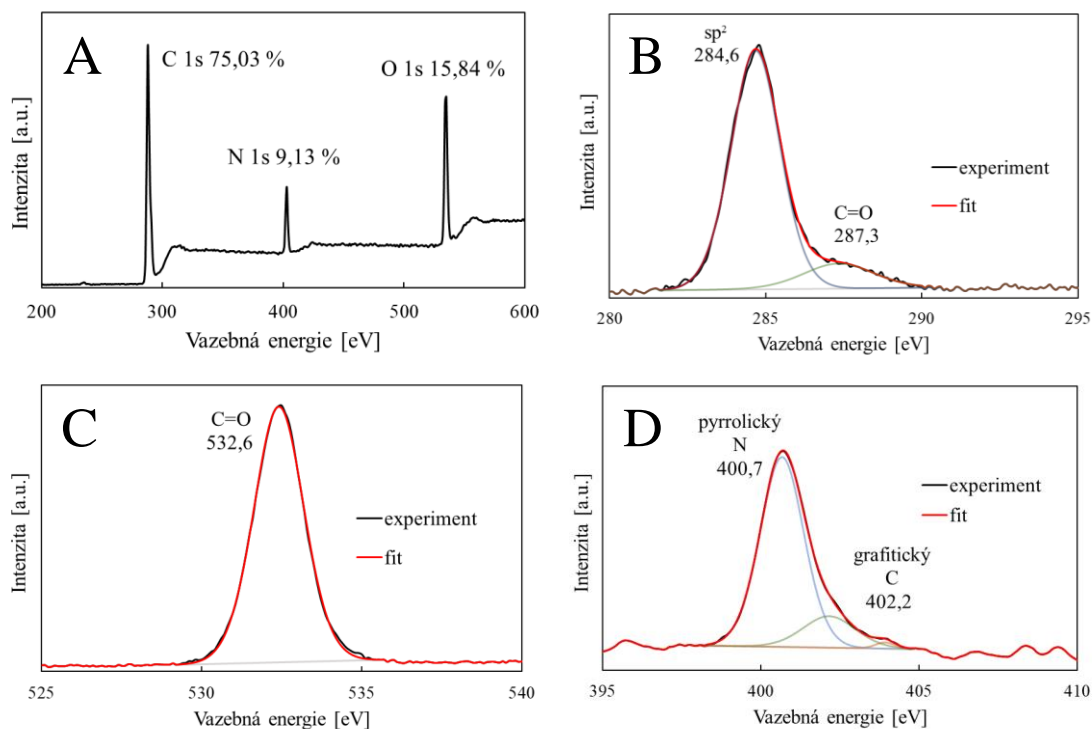 A
C 1s 75,03 %
N 1s 9,13 %
O 1s 15,84 %
Intenzita [a.u.]
200
300
400
500
600
Vazebná energie [eV]
B
sp²
284,6
C=O
287,3
experiment
fit
Intenzita [a.u.]
280
285
290
295
Vazebná energie [eV]
C
C=O
532,6
experiment
fit
Intenzita [a.u.]
525
530
535
540
Vazebná energie [eV]
D
pyrrolický
N
400,7
experiment
fit
grafitický
C
402,2
Intenzita [a.u.]
395
400
405
410
Vazebná energie [eV]